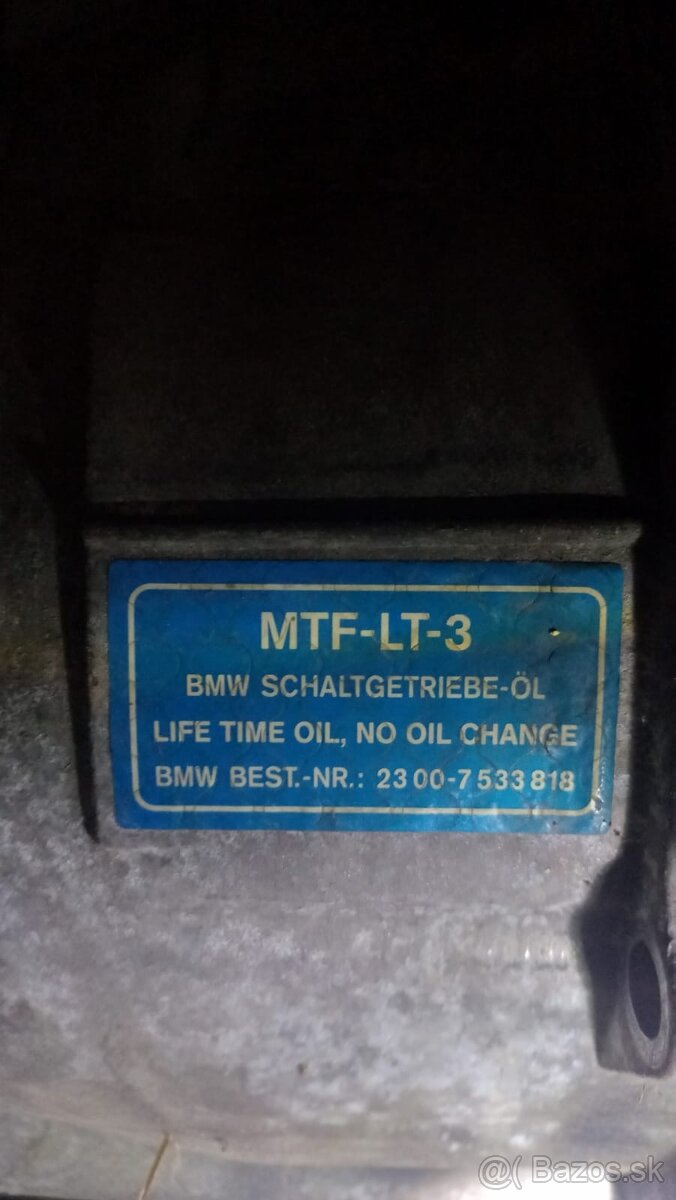 MTF-LT-3
BMW SCHALTGETRIEBE-ÖL
LIFE TIME OIL, NO OIL CHANGE
BMW BEST.-NR.: 23 00-7 533 818
@( Bazos.sk